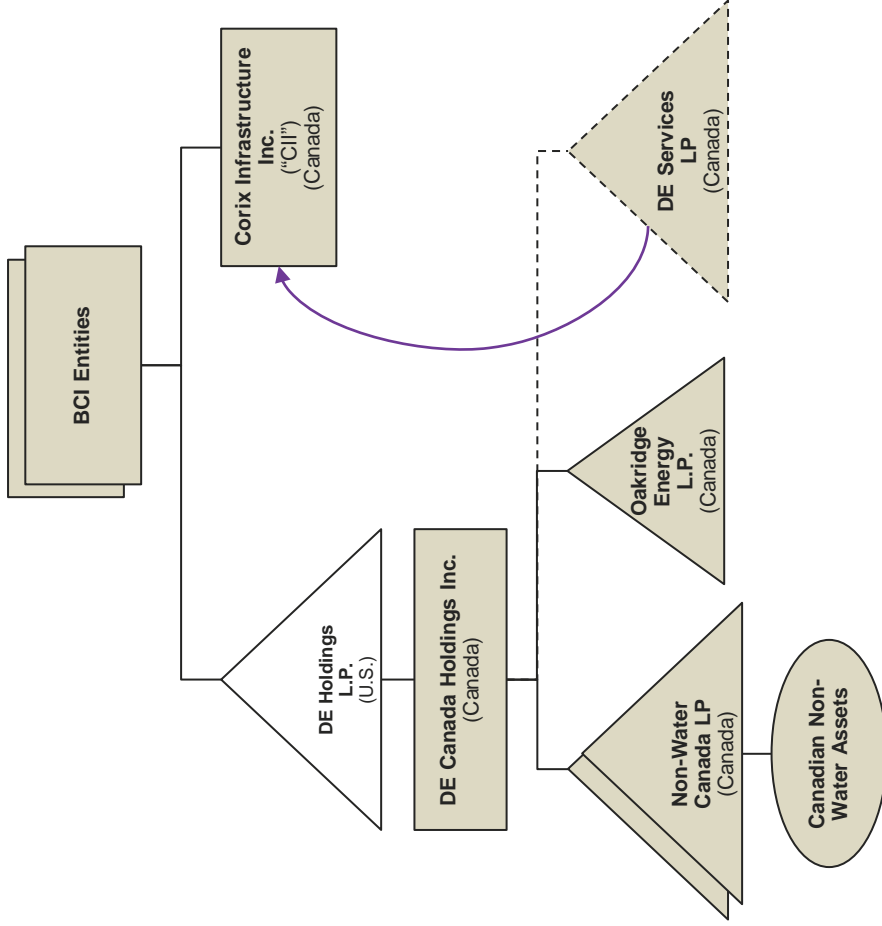 BCI Entities
Corix Infrastructure
Inc.
(“CII”)
(Canada)
DE Holdings
L.P.
(U.S.)
DE Canada Holdings Inc.
(Canada)
Non-Water
Canada LP
(Canada)
Oakridge
Energy
L.P.
(Canada)
DE Services
LP
(Canada)
Canadian Non-
Water Assets